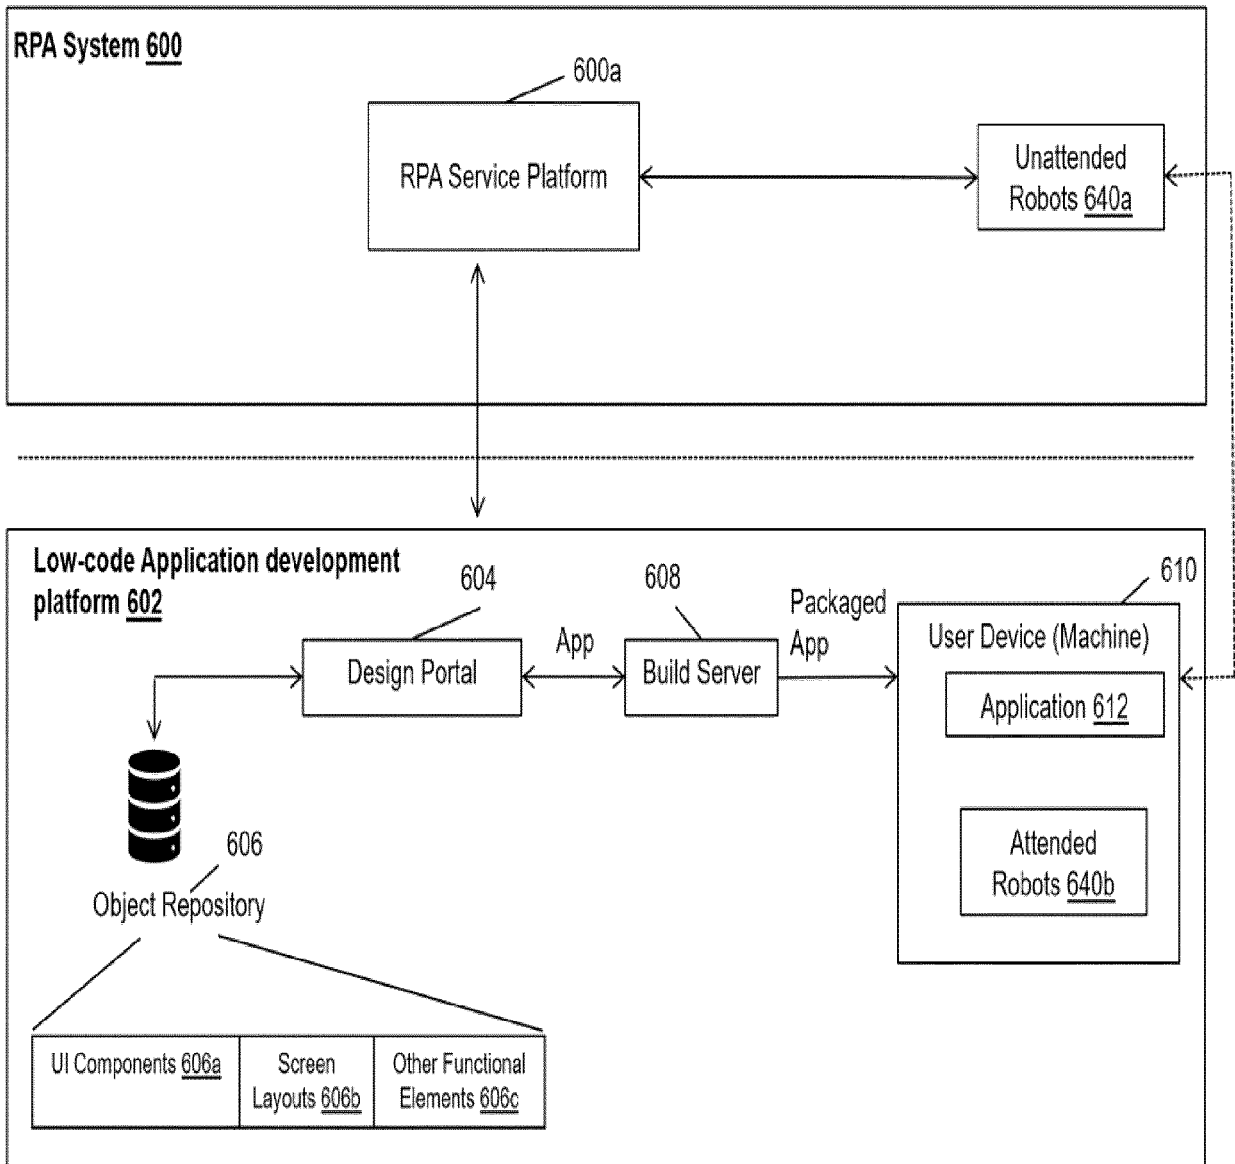 RPA System 600
600a
RPA Service Platform
Unattended
Robots 640a
Low-code Application development
platform 602
604
608
610
Design Portal
App
Build Server
Packaged
App
User Device (Machine)
Application 612
Attended
Robots 640b
606
Object Repository
UI Components 606a
Screen
Layouts 606b
Other Functional
Elements 606c